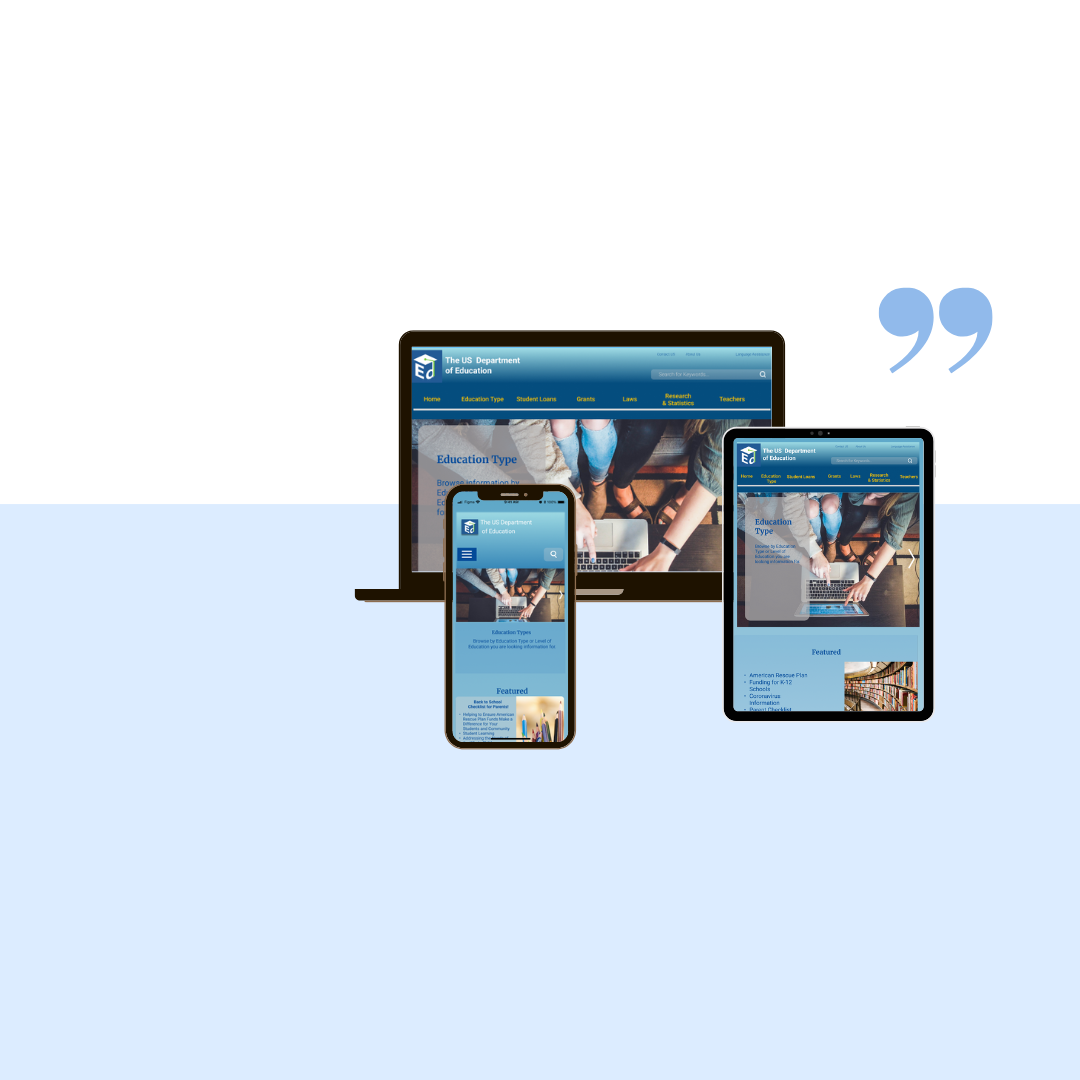 ”
The US Department
of Education
Contact US
About Us
Language Assistance
Search for Keywords...
Home
Education Type
Student Loans
Grants
Laws
Research
& Statistics
Teachers
Education Type
Browse information by
Ed
Ed
fo
Figma
100%
The US Department
of Education
Education Types
Browse by Education Type or Level of
Education you are looking information for.
Featured
Back to School
Checklist for Parents!
Helping to Ensure American
Rescue Plan Funds Make a
Difference for Your
Students and Community
Student Learning
Addressing the
The US Department
of Education
Search for Keywords
Home
Education
Type
Student Loans
Grants
Laws
Research
& Statistics
Teachers
Education
Type
Browse by Education
Type or Level of
Education you are
looking information for.
Featured
• American Rescue Plan
• Funding for K-12
Schools
• Coronavirus
Information
• Parent Checklist